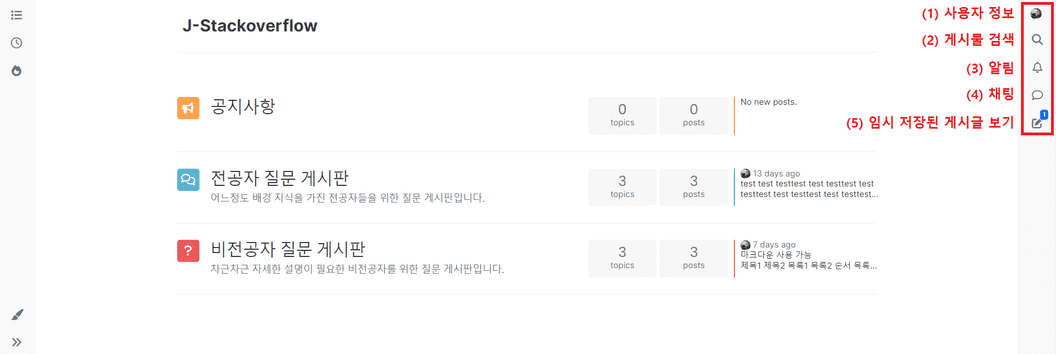 J-Stackoverflow
(1) 사용자 정보
(2) 게시물 검색
(3) 알림
(4) 채팅
(5) 임시 저장된 게시글 보기
1
공지사항
0
topics
0
posts
No new posts.
전공자 질문 게시판
어느정도 배경 지식을 가진 전공자들을 위한 질문 게시판입니다.
3
topics
3
posts
13 days ago
test test testtest test testtest test
testtest test testtest test testtest...
비전공자 질문 게시판
차근차근 자세한 설명이 필요한 비전공자를 위한 질문 게시판입니다.
3
topics
3
posts
7 days ago
마크다운 사용 가능
제목1 제목2 목록1 목록2 순서 목록...